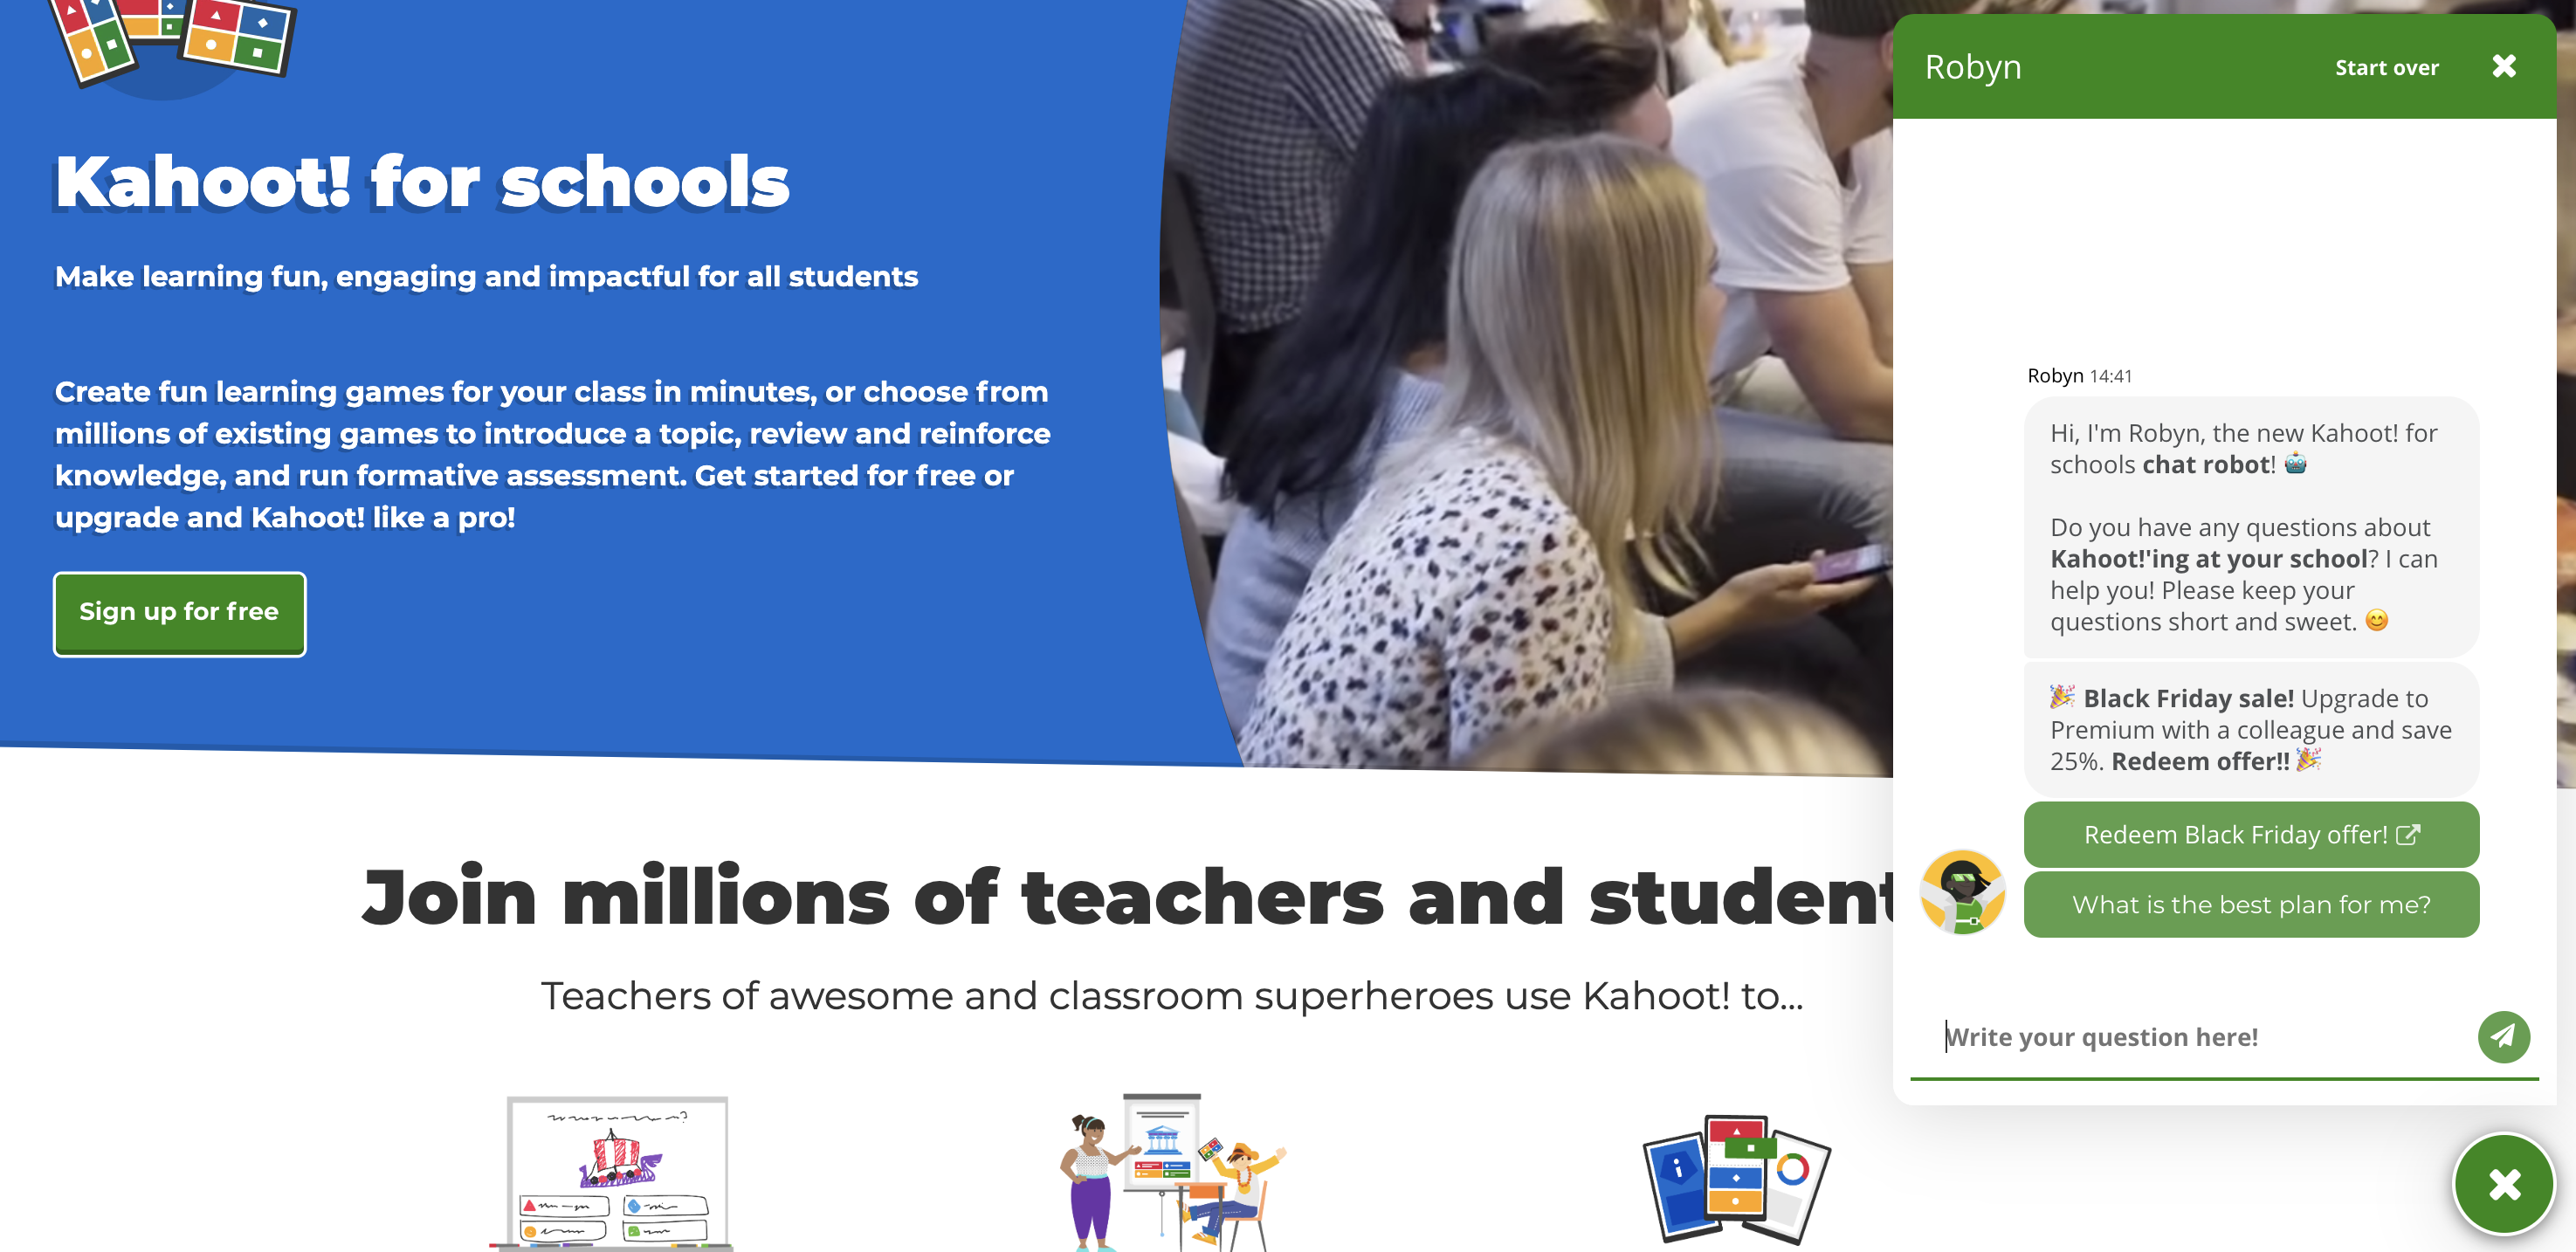 Kahoot! for schools
Make learning fun, engaging and impactful for all students
Create fun learning games for your class in minutes, or choose from
millions of existing games to introduce a topic, review and reinforce
knowledge, and run formative assessment. Get started for free or
upgrade and Kahoot! like a pro!
Sign up for free
Join millions of teachers and student
Teachers of awesome and classroom superheroes use Kahoot! to...
Robyn
Start over
Robyn 14:41
Hi, I'm Robyn, the new Kahoot! for
schools chat robot! 🤖
Do you have any questions about
Kahoot!'ing at your school? I can
help you! Please keep your
questions short and sweet. 😊
🎉 Black Friday sale! Upgrade to
Premium with a colleague and save
25%. Redeem offer!! 🎉
Redeem Black Friday offer!
What is the best plan for me?
Write your question here!